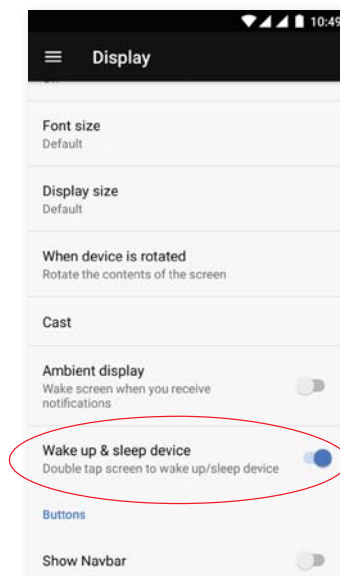 10:49
Display
Font size
Default
Display size
Default
When device is rotated
Rotate the contents of the screen
Cast
Ambient display
Wake screen when you receive
notifications
Wake up & sleep device
Double tap screen to wake up/sleep device
Buttons
Show Navbar